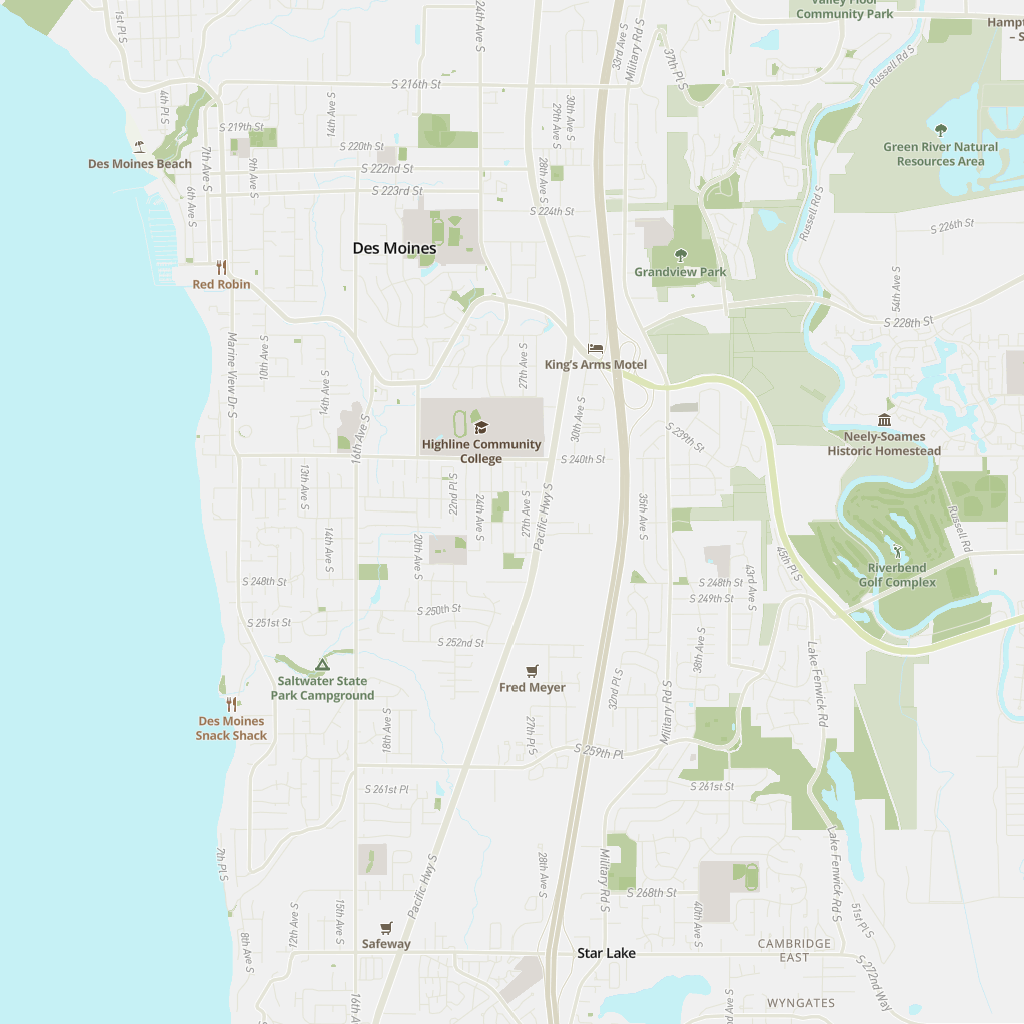 Valley Floor
Community Park
Hampt
– S
1st Pl S
24th Ave S
33rd Ave S
Military Rd S
37th Pl S
Russell Rd S
S 216th St
4th Pl S
14th Ave S
S 219th St
29th Ave S
30th Ave S
Green River Natural
Resources Area
Des Moines Beach
7th Ave S
9th Ave S
S 220th St
S 222nd St
28th Ave S
6th Ave S
S 223rd St
S 224th St
Russell Rd S
S 226th St
Des Moines
Grandview Park
Red Robin
54th Ave S
S 228th St
Marine View Dr S
10th Ave S
27th Ave S
King's Arms Motel
14th Ave S
16th Ave S
30th Ave S
Highline Community
College
S 239th St
Neely-Soames
Historic Homestead
S 240th St
13th Ave S
22nd Pl S
24th Ave S
27th Ave S
Pacific Hwy S
35th Ave S
Russell Rd
14th Ave S
20th Ave S
45th Pl S
Riverbend
Golf Complex
S 248th St
S 248th St
43rd Ave S
S 249th St
S 250th St
S 251st St
S 252nd St
38th Ave S
Lake Fenwick Rd
Saltwater State
Park Campground
Fred Meyer
32nd Pl S
Military Rd S
Des Moines
Snack Shack
18th Ave S
27th Pl S
S 259th Pl
S 261st Pl
S 261st St
7th Pl S
28th Ave S
Military Rd S
Lake Fenwick Rd S
Pacific Hwy S
S 268th St
12th Ave S
15th Ave S
40th Ave S
51st Pl S
8th Ave S
Safeway
Star Lake
CAMBRIDGE
EAST
S 272nd Way
16th A
nd Ave S
WYNGATES